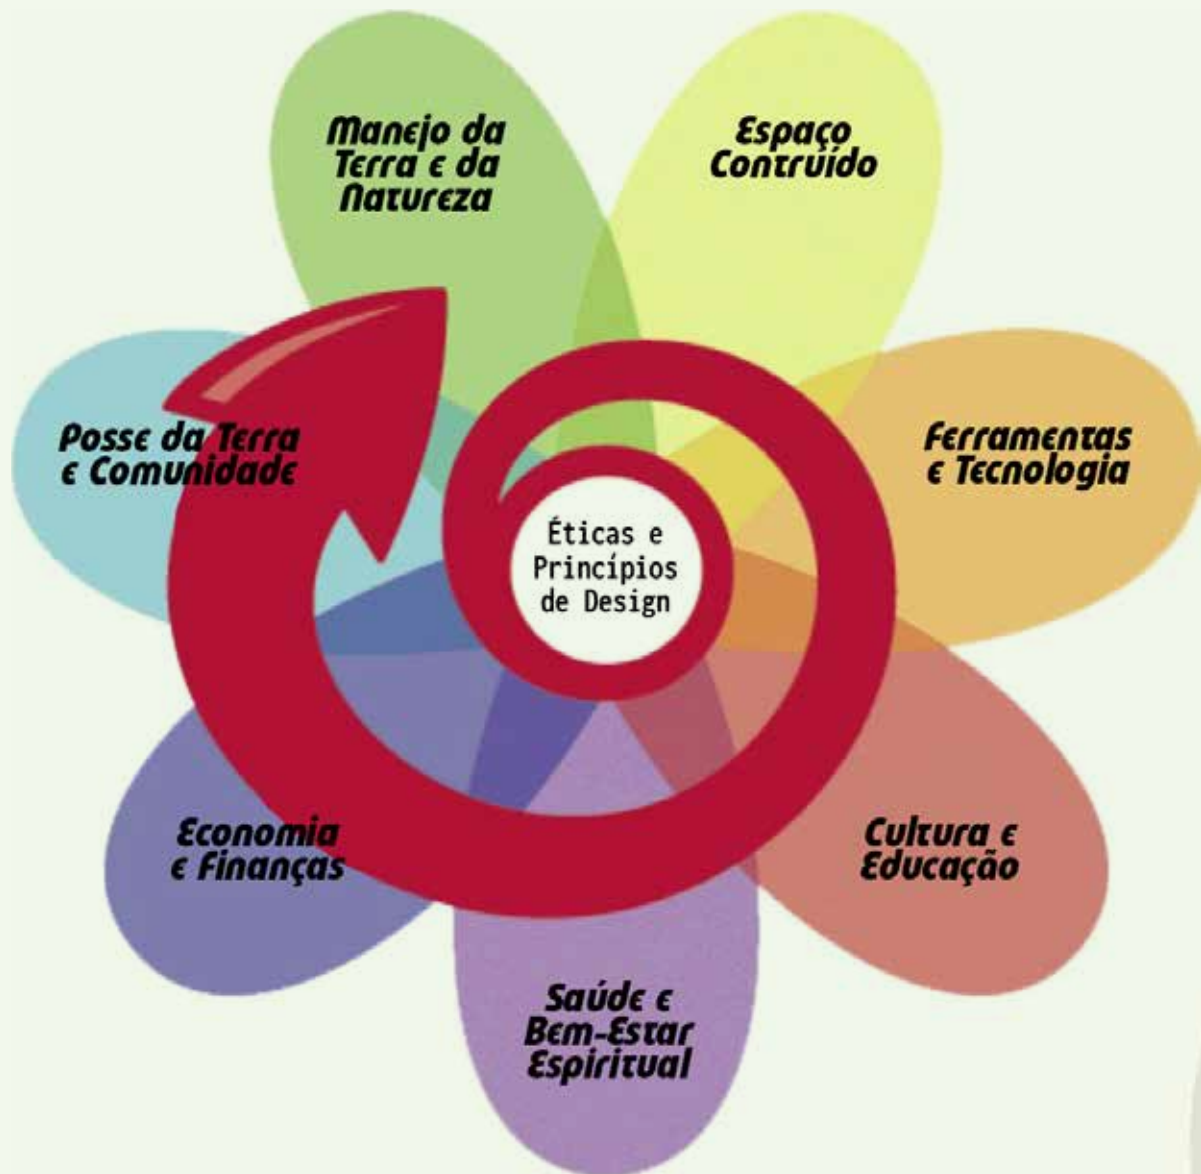 Manejo da
Terra e da
Natureza
Espaço
Contruído
Ferramentas
e Tecnologia
Cultura e
Educação
Saúde e
Bem-Estar
Espiritual
Economia
e Finanças
Posse da Terra
e Comunidade
Éticas e
Princípios
de Design